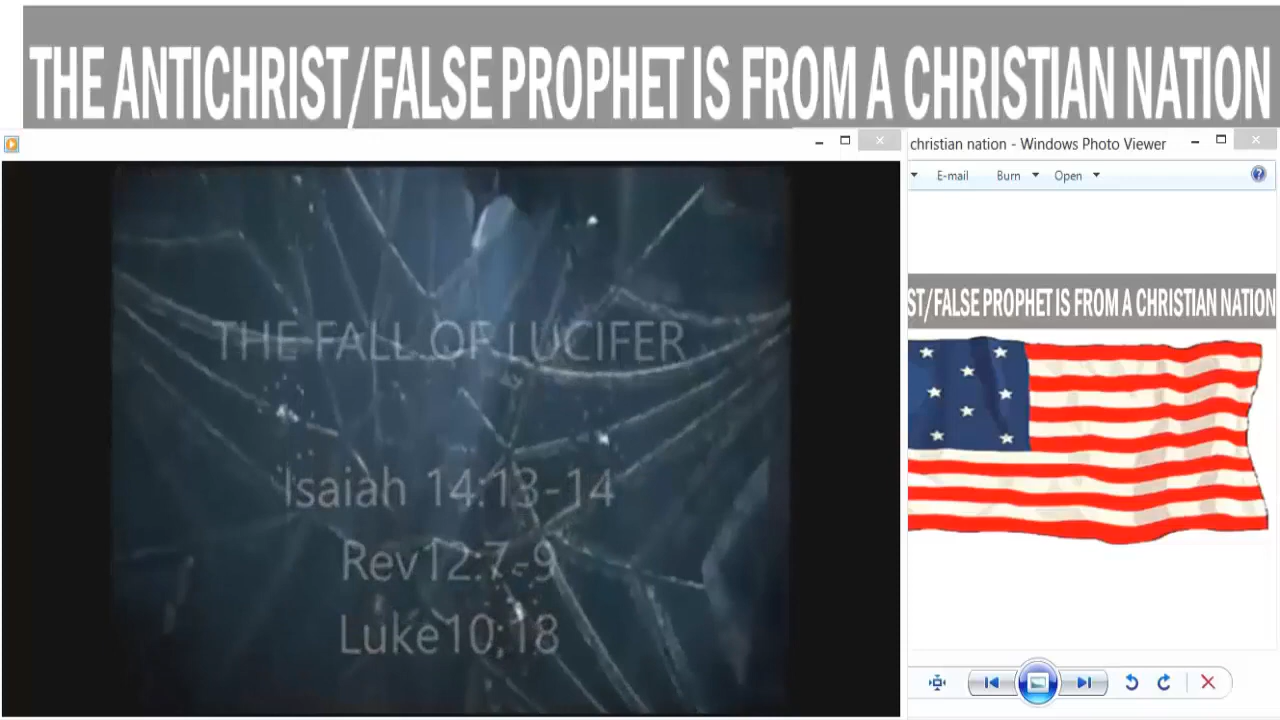 THE ANTICHRIST/FALSE PROPHET IS FROM A CHRISTIAN NATION
christian nation - Windows Photo Viewer
E-mail Burn Open
THE FALL OF LUCIFER
Isaiah 14:13-14
Rev12:7-9
Luke10;18
ST/FALSE PROPHET IS FROM A CHRISTIAN NATION